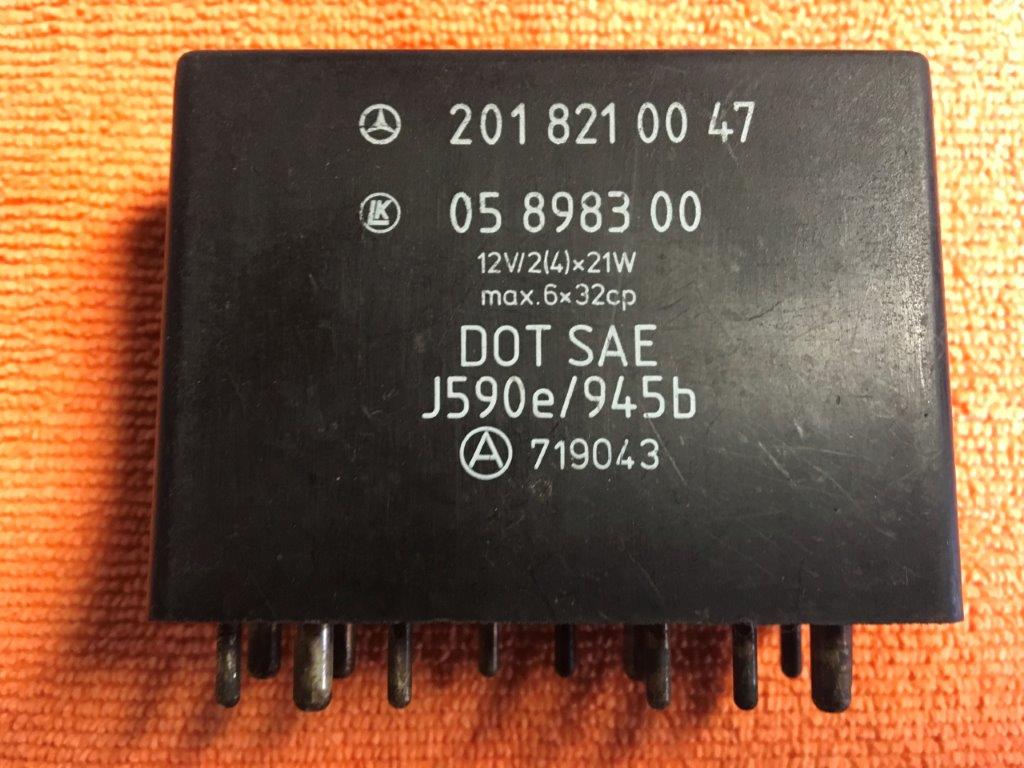 201 821 00 47
LK 05 8983 00
12V/2(4)×21W
max.6×32cp
DOT SAE
J590e/945b
A 719043